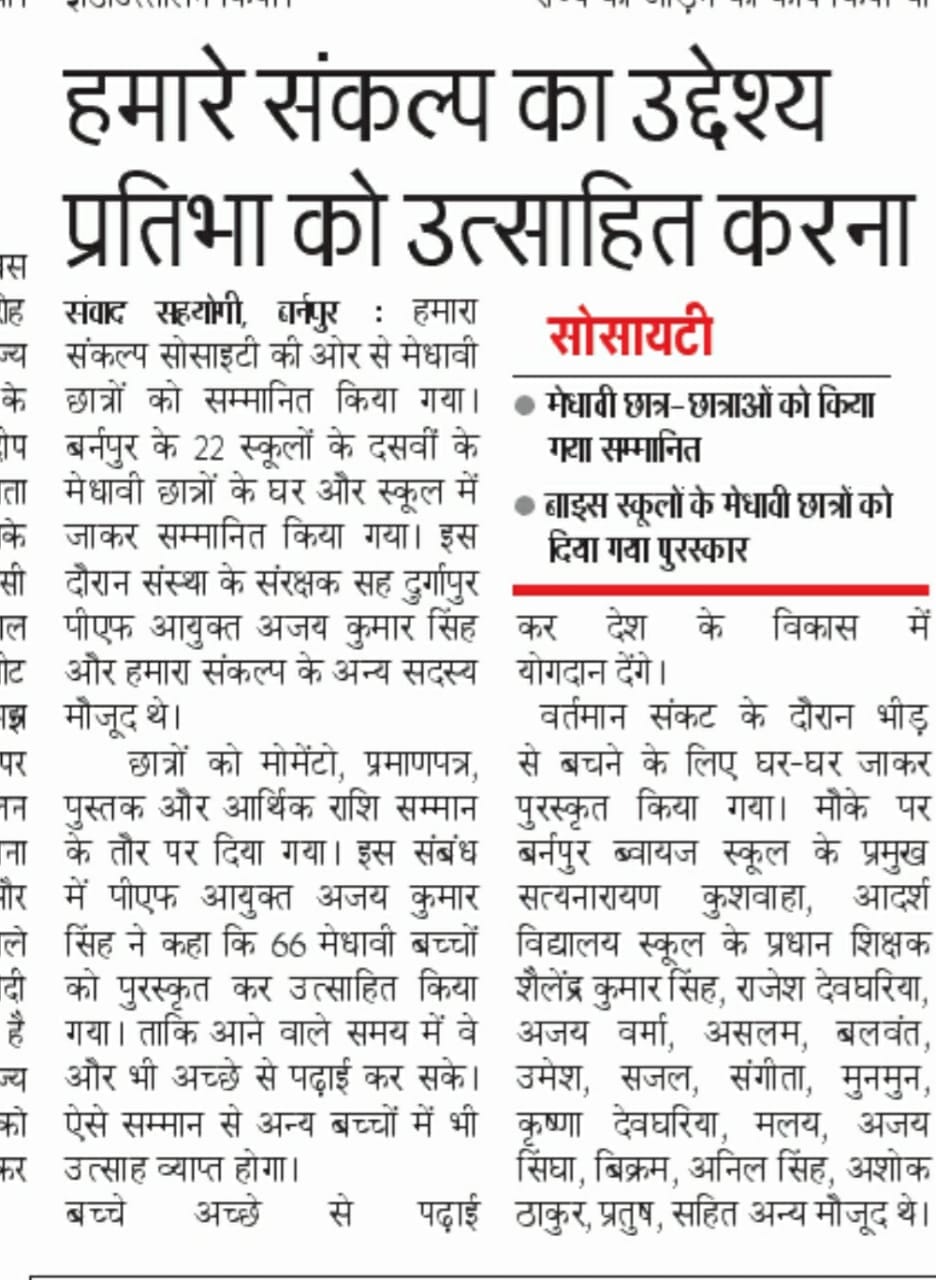 हमारे संकल्प का उद्देश्य
प्रतिभा को उत्साहित करना
संवाद सहयोगी, बर्नपुर : हमारा
संकल्प सोसाइटी की ओर से मेधावी
छात्रों को सम्मानित किया गया।
बर्नपुर के 22 स्कूलों के दसवीं के
मेधावी छात्रों के घर और स्कूल में
जाकर सम्मानित किया गया। इस
दौरान संस्था के संरक्षक सह दुर्गापुर
पीएफ आयुक्त अजय कुमार सिंह
और हमारा संकल्प के अन्य सदस्य
मौजूद थे।
छात्रों को मोमेंटो, प्रमाणपत्र,
पुस्तक और आर्थिक राशि सम्मान
के तौर पर दिया गया। इस संबंध
में पीएफ आयुक्त अजय कुमार
सिंह ने कहा कि 66 मेधावी बच्चों
को पुरस्कृत कर उत्साहित किया
गया। ताकि आने वाले समय में वे
और भी अच्छे से पढ़ाई कर सके।
ऐसे सम्मान से अन्य बच्चों में भी
उत्साह व्याप्त होगा।
बच्चे अच्छे से पढ़ाई
सोसायटी
● मेधावी छात्र-छात्राओं को किया
गया सम्मानित
● बाइस स्कूलों के मेधावी छात्रों को
दिया गया पुरस्कार
कर देश के विकास में
योगदान देंगे।
वर्तमान संकट के दौरान भीड़
से बचने के लिए घर-घर जाकर
पुरस्कृत किया गया। मौके पर
बर्नपुर ब्वायज स्कूल के प्रमुख
सत्यनारायण कुशवाहा, आदर्श
विद्यालय स्कूल के प्रधान शिक्षक
शैलेंद्र कुमार सिंह, राजेश देवघरिया,
अजय वर्मा, असलम, बलवंत,
उमेश, सजल, संगीता, मुनमुन,
कृष्णा देवघरिया, मलय, अजय
सिंघा, बिक्रम, अनिल सिंह, अशोक
ठाकुर, प्रतुष, सहित अन्य मौजूद थे।